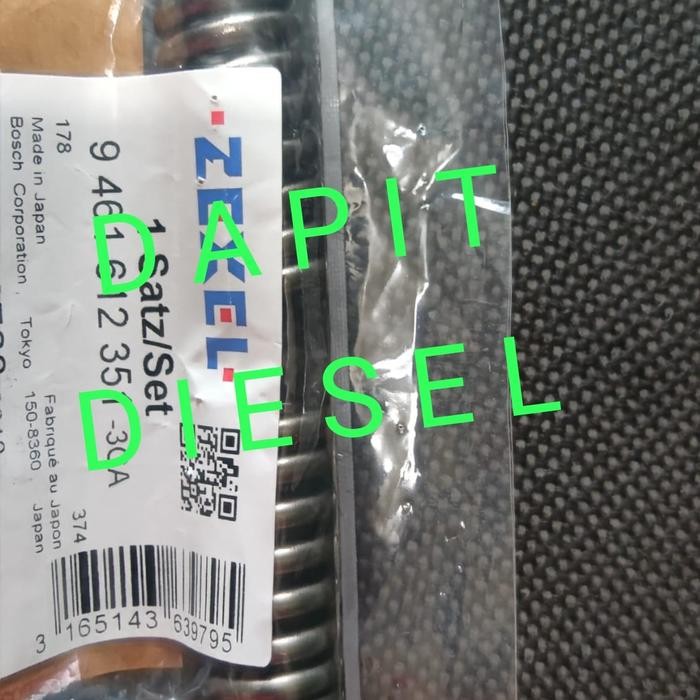 ZEXEL
1 Satz/Set
9 461 612 351 -30A
178
374
Made in Japan
Fabriqué au Japon
Bosch Corporation, Tokyo 150-8360 Japan
3 165143 639795
DAPIT
DIESEL